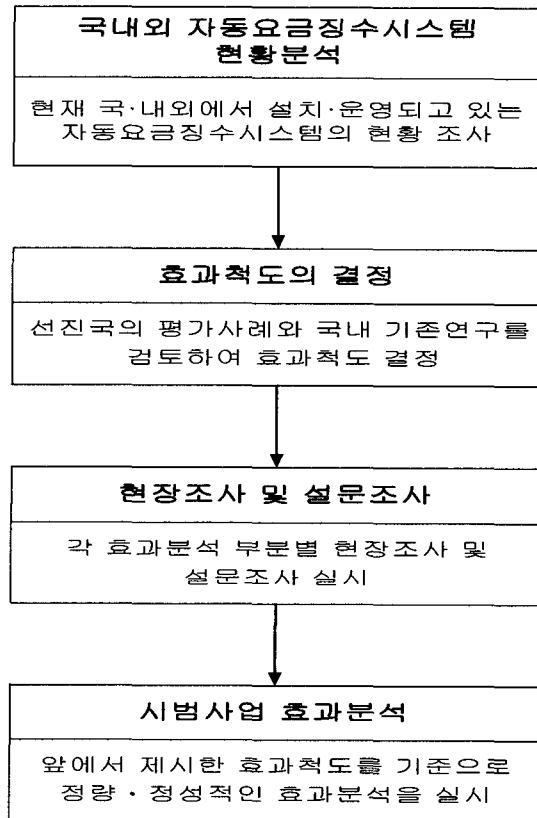 국내외 자동요금징수시스템
현황분석
현재 국·내외에서 설치·운영되고 있는
자동요금징수시스템의 현황 조사
효과척도의 결정
선진국의 평가사례와 국내 기존연구를
검토하여 효과척도 결정
현장조사 및 설문조사
각 효과분석 부분별 현장조사 및
설문조사 실시
시범사업 효과분석
앞에서 제시한 효과척도를 기준으로
정량·정성적인 효과분석을 실시